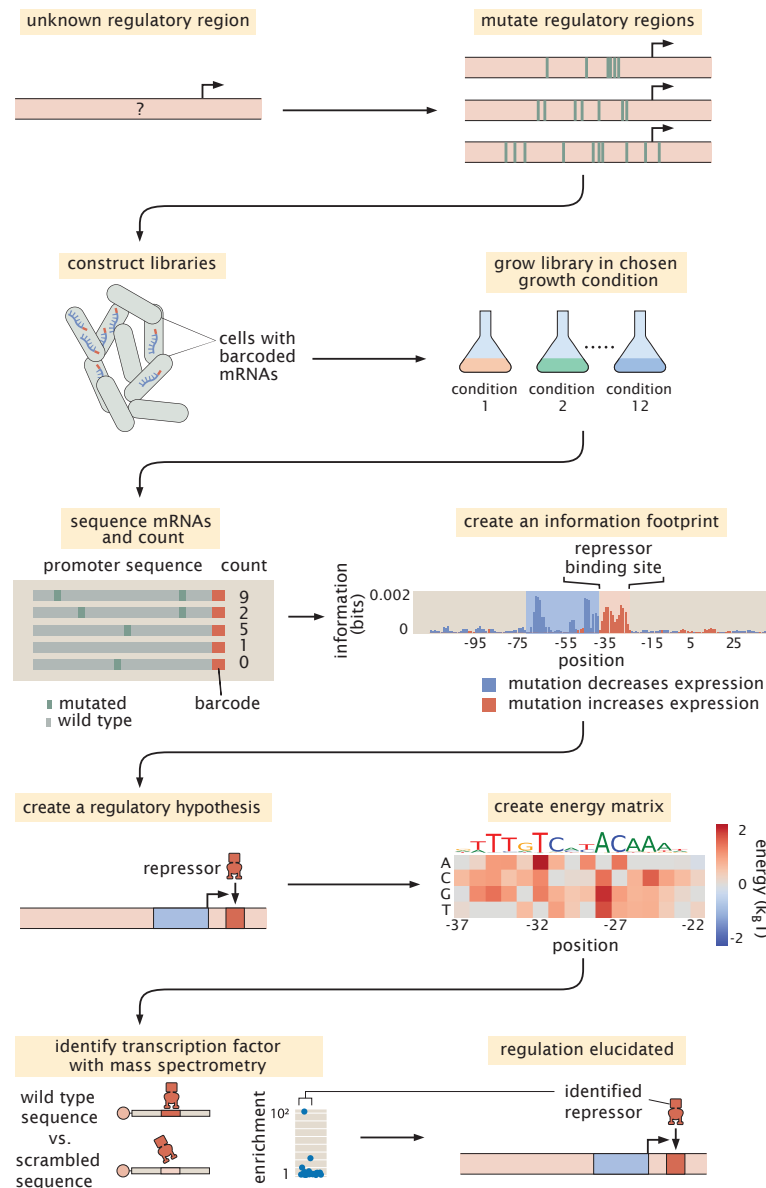 unknown regulatory region
mutate regulatory regions
?
construct libraries
grow library in chosen
growth condition
cells with
barcoded
mRNAs
condition
1
condition
2
condition
12
sequence mRNAs
and count
create an information footprint
promoter sequence
count
9
2
5
1
0
mutated
wild type
barcode
repressor
binding site
information
(bits)
0.002
0
-95
-75
-55
-35
-15
5
25
position
mutation decreases expression
mutation increases expression
create a regulatory hypothesis
create energy matrix
repressor
TTTGTCATACAAA
A
C
G
T
-37
-32
-27
-22
position
2
0
-2
energy (kBT)
identify transcription factor
with mass spectrometry
regulation elucidated
wild type
sequence
vs.
scrambled
sequence
enrichment
10²
1
identified
repressor